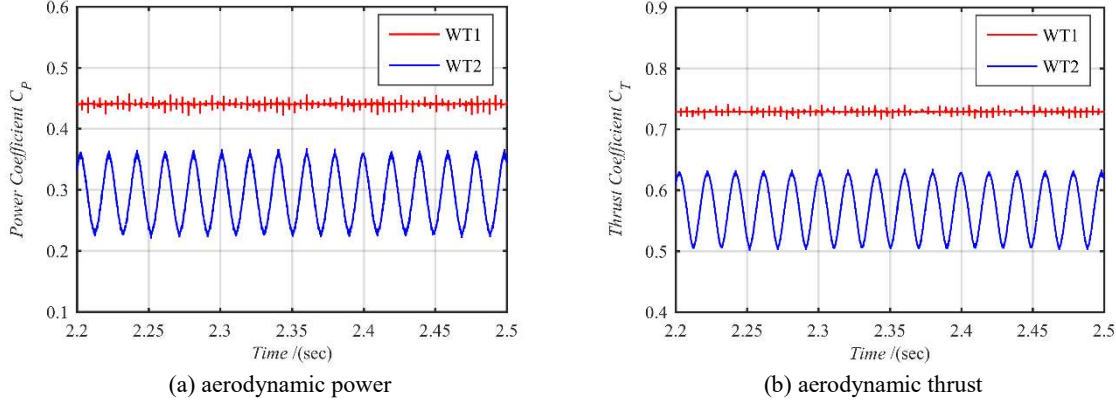 0.6
0.5
0.4
0.3
0.2
0.1
Power Coefficient C_P
WT1
WT2
2.2 2.25 2.3 2.35 2.4 2.45 2.5
Time /(sec)
(a) aerodynamic power
0.9
0.8
0.7
0.6
0.5
0.4
Thrust Coefficient C_T
WT1
WT2
2.2 2.25 2.3 2.35 2.4 2.45 2.5
Time /(sec)
(b) aerodynamic thrust